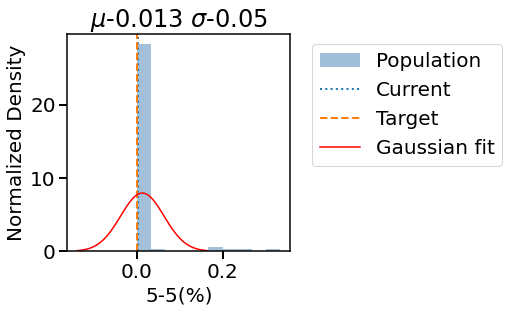 μ-0.013 σ-0.05
Normalized Density
20
10
0
0.0 0.2
5-5(%)
Population
Current
Target
Gaussian fit